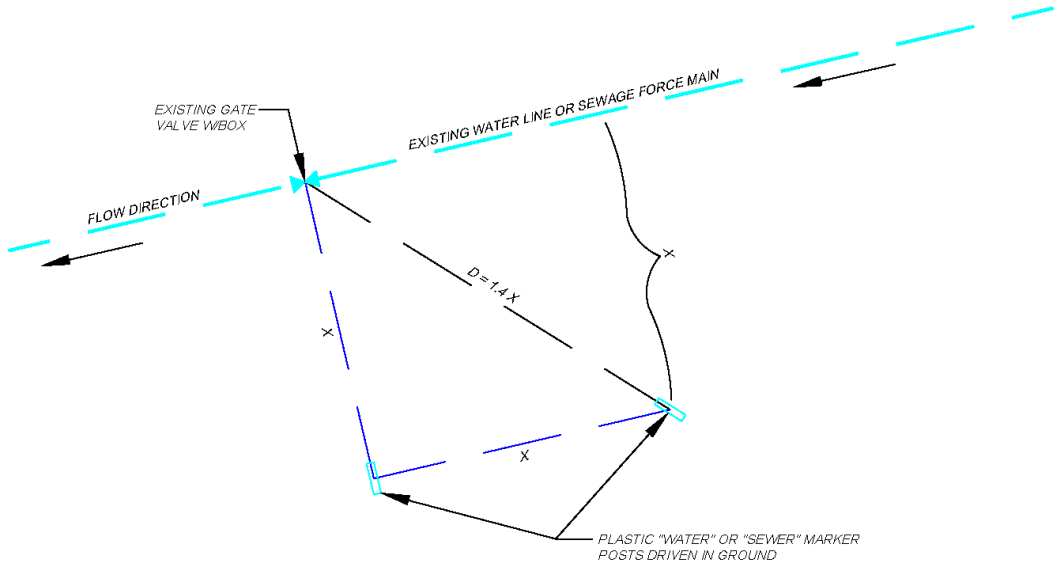 EXISTING GATE
VALVE W/BOX
EXISTING WATER LINE OR SEWAGE FORCE MAIN
FLOW DIRECTION
X
D = 1.4 X
X
X
PLASTIC "WATER" OR "SEWER" MARKER
POSTS DRIVEN IN GROUND